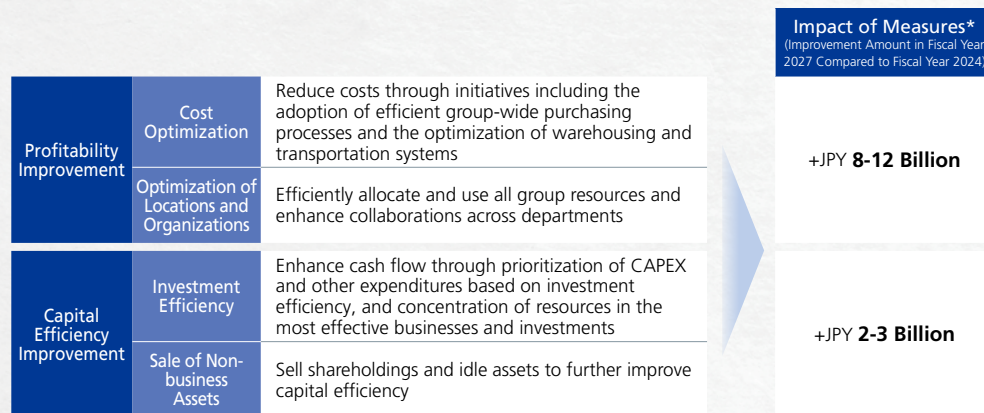 Impact of Measures*
(Improvement Amount in Fiscal Year
2027 Compared to Fiscal Year 2024)
Profitability
Improvement
Cost
Optimization
Reduce costs through initiatives including the
adoption of efficient group-wide purchasing
processes and the optimization of warehousing and
transportation systems
Optimization of
Locations and
Organizations
Efficiently allocate and use all group resources and
enhance collaborations across departments
+JPY 8-12 Billion
Capital
Efficiency
Improvement
Investment
Efficiency
Enhance cash flow through prioritization of CAPEX
and other expenditures based on investment
efficiency, and concentration of resources in the
most effective businesses and investments
Sale of Non-
business
Assets
Sell shareholdings and idle assets to further improve
capital efficiency
+JPY 2-3 Billion